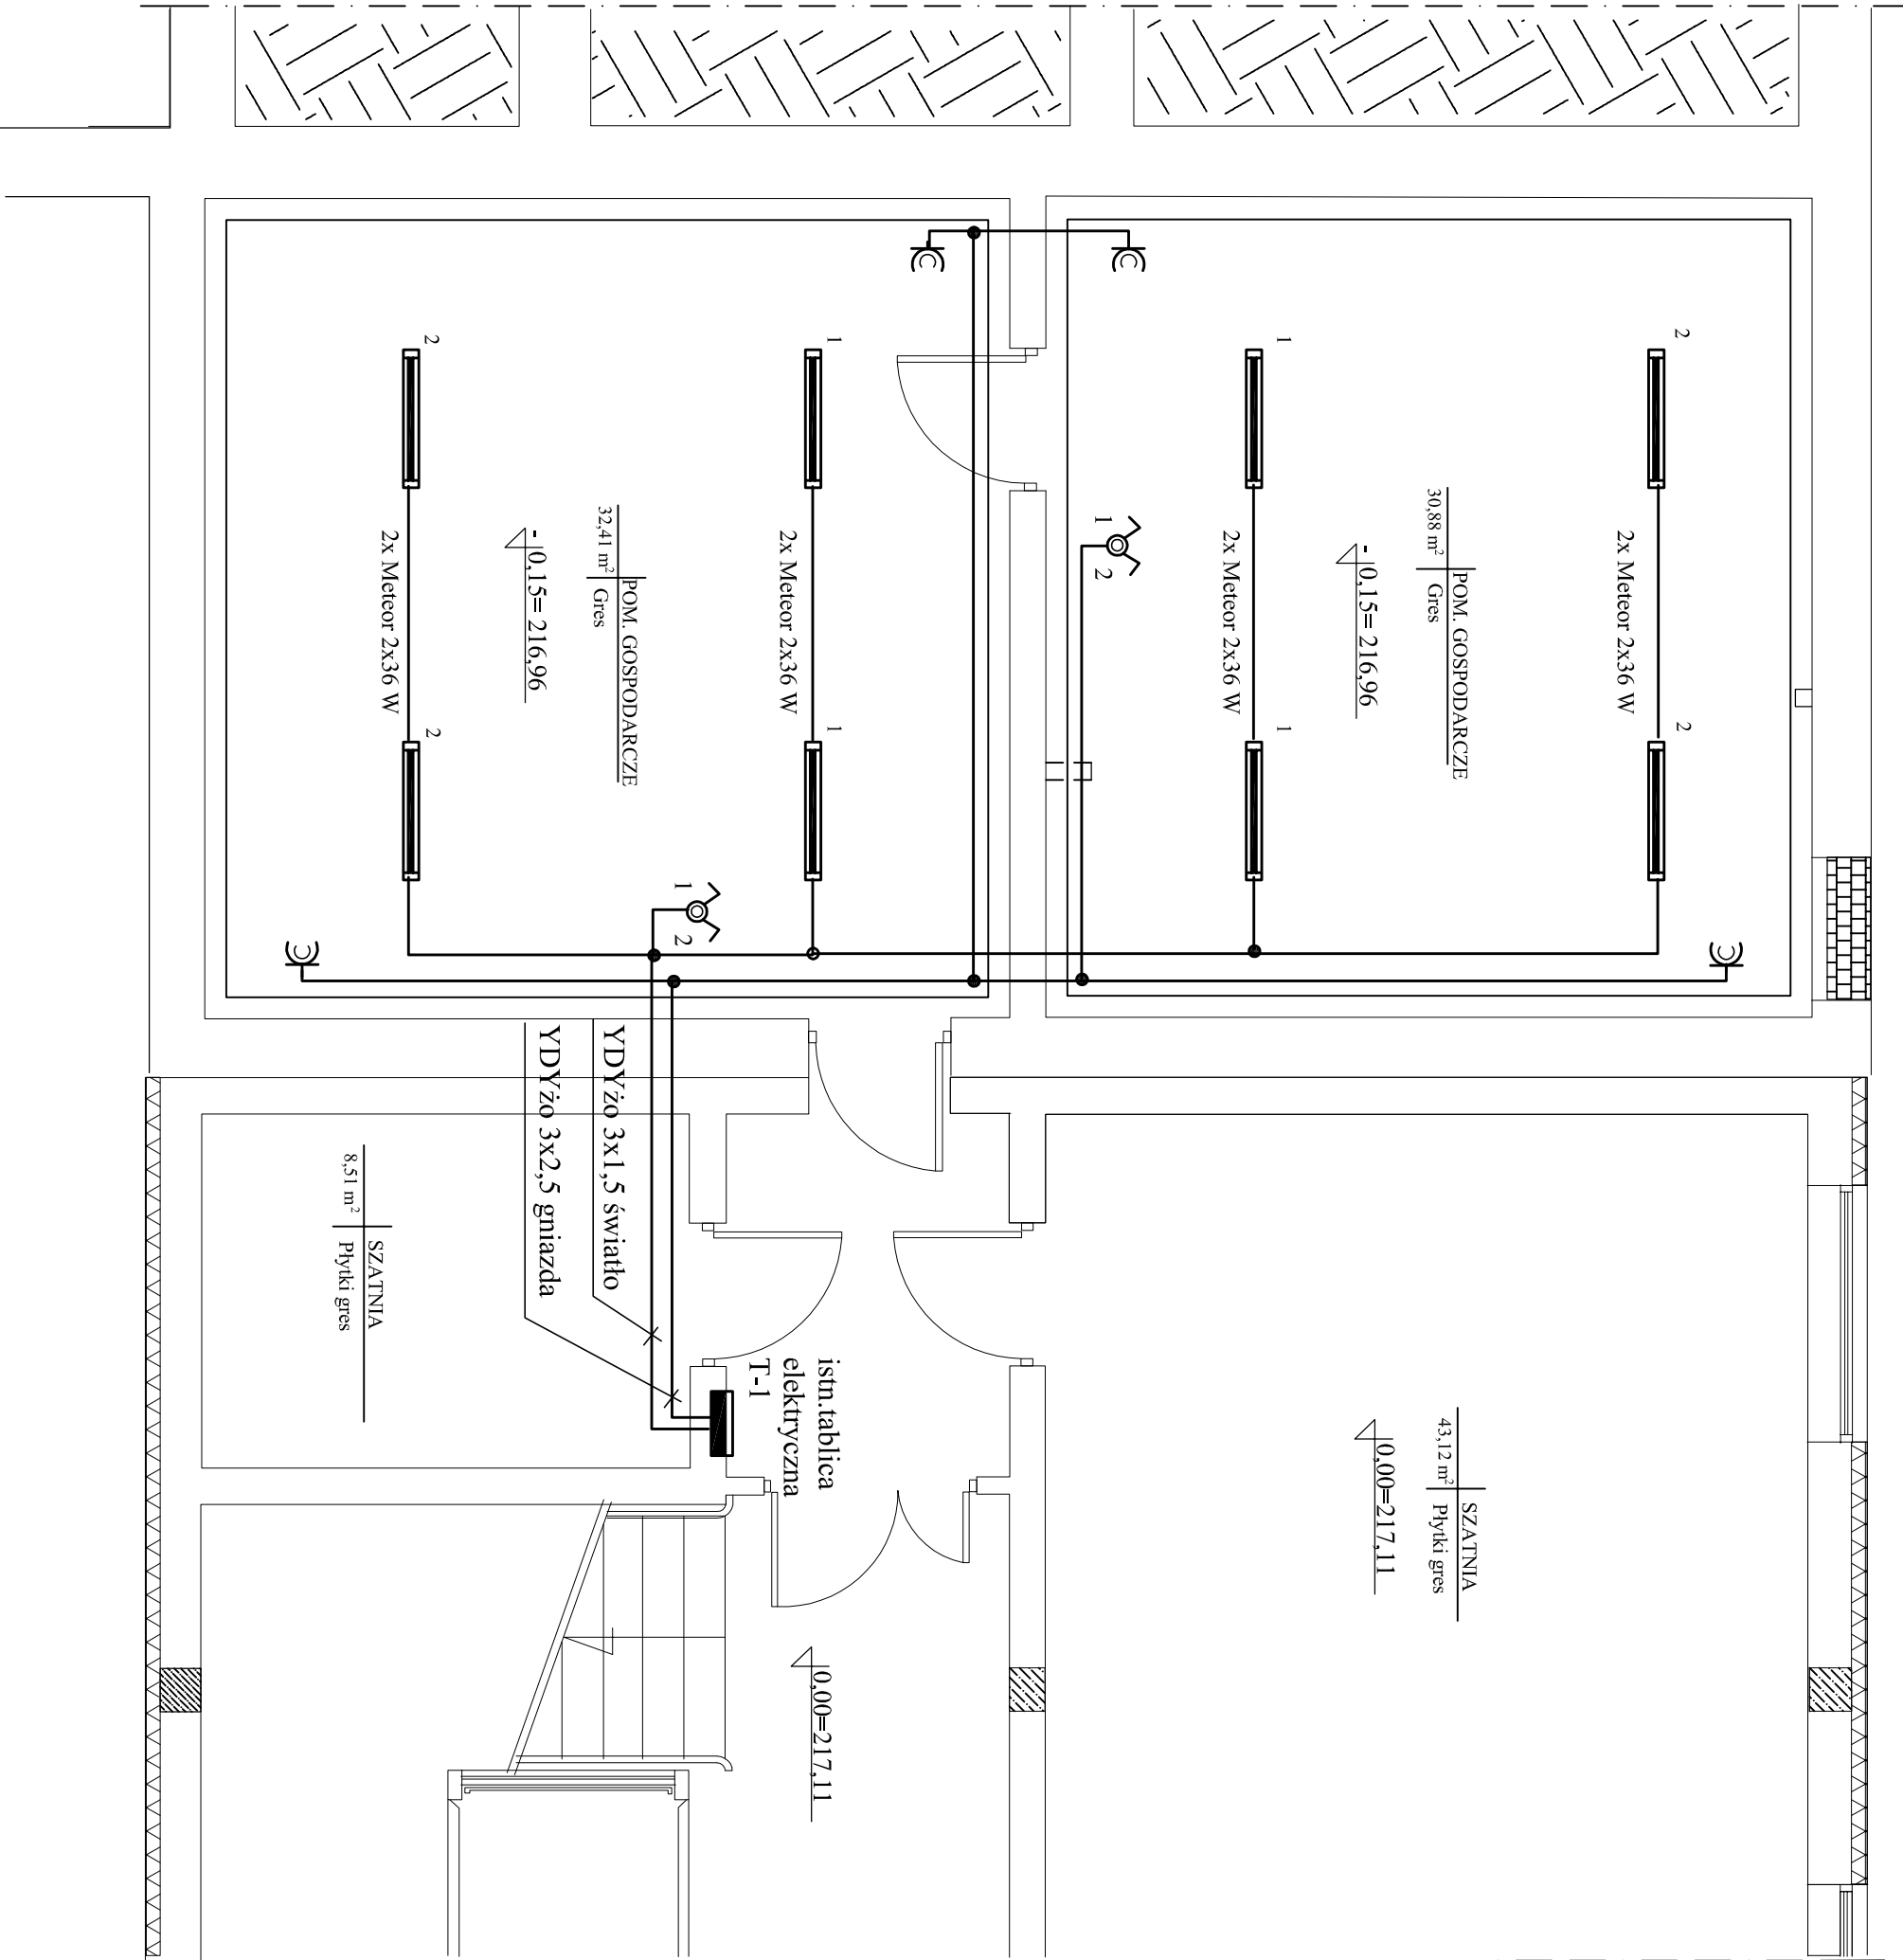 2
2x Meteor 2x36 W
2
POM. GOSPODARCZE
30,88 m²
Gres
- 0,15= 216,96
1
2x Meteor 2x36 W
1
1
2
1
2x Meteor 2x36 W
1
POM. GOSPODARCZE
32,41 m²
Gres
- 0,15= 216,96
2
2x Meteor 2x36 W
2
1
2
YDYżo 3x1,5 światło
YDYżo 3x2,5 gniazda
SZATNIA
43,12 m²
Płytki gres
0,00=217,11
istn.tablica
elektryczna
T-1
0,00=217,11
SZATNIA
8,51 m²
Płytki gres